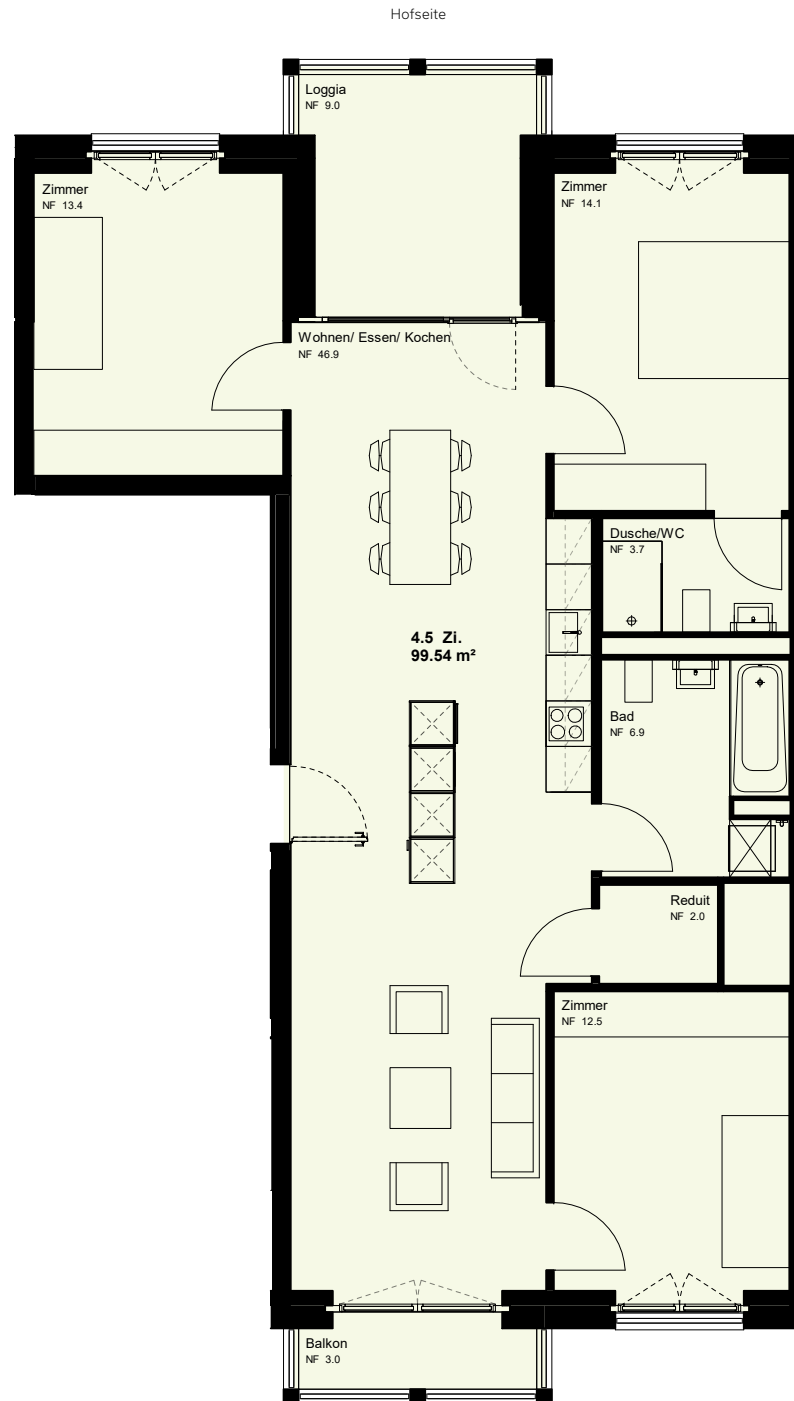 Hofseite
Loggia
NF 9.0
Zimmer
NF 13.4
Zimmer
NF 14.1
Wohnen/ Essen/ Kochen
NF 46.9
Dusche/WC
NF 3.7
4.5 Zi.
99.54 m²
Bad
NF 6.9
Reduit
NF 2.0
Zimmer
NF 12.5
Balkon
NF 3.0